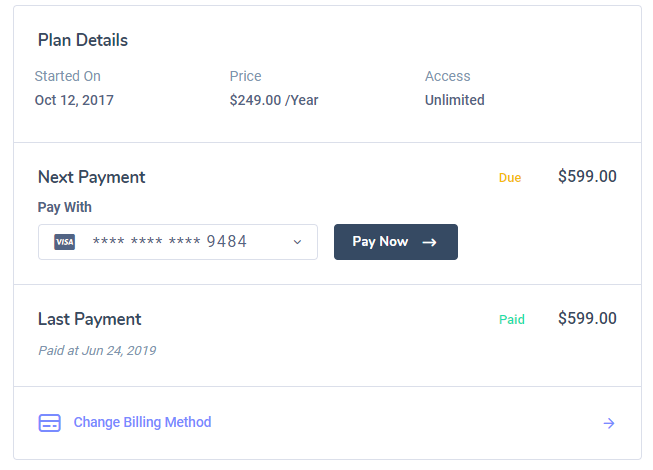 Plan Details
Started On Price Access
Oct 12, 2017 $249.00 /Year Unlimited
Next Payment Due $599.00
Pay With
VISA **** **** **** 9484 Pay Now
Last Payment Paid $599.00
Paid at Jun 24, 2019
Change Billing Method